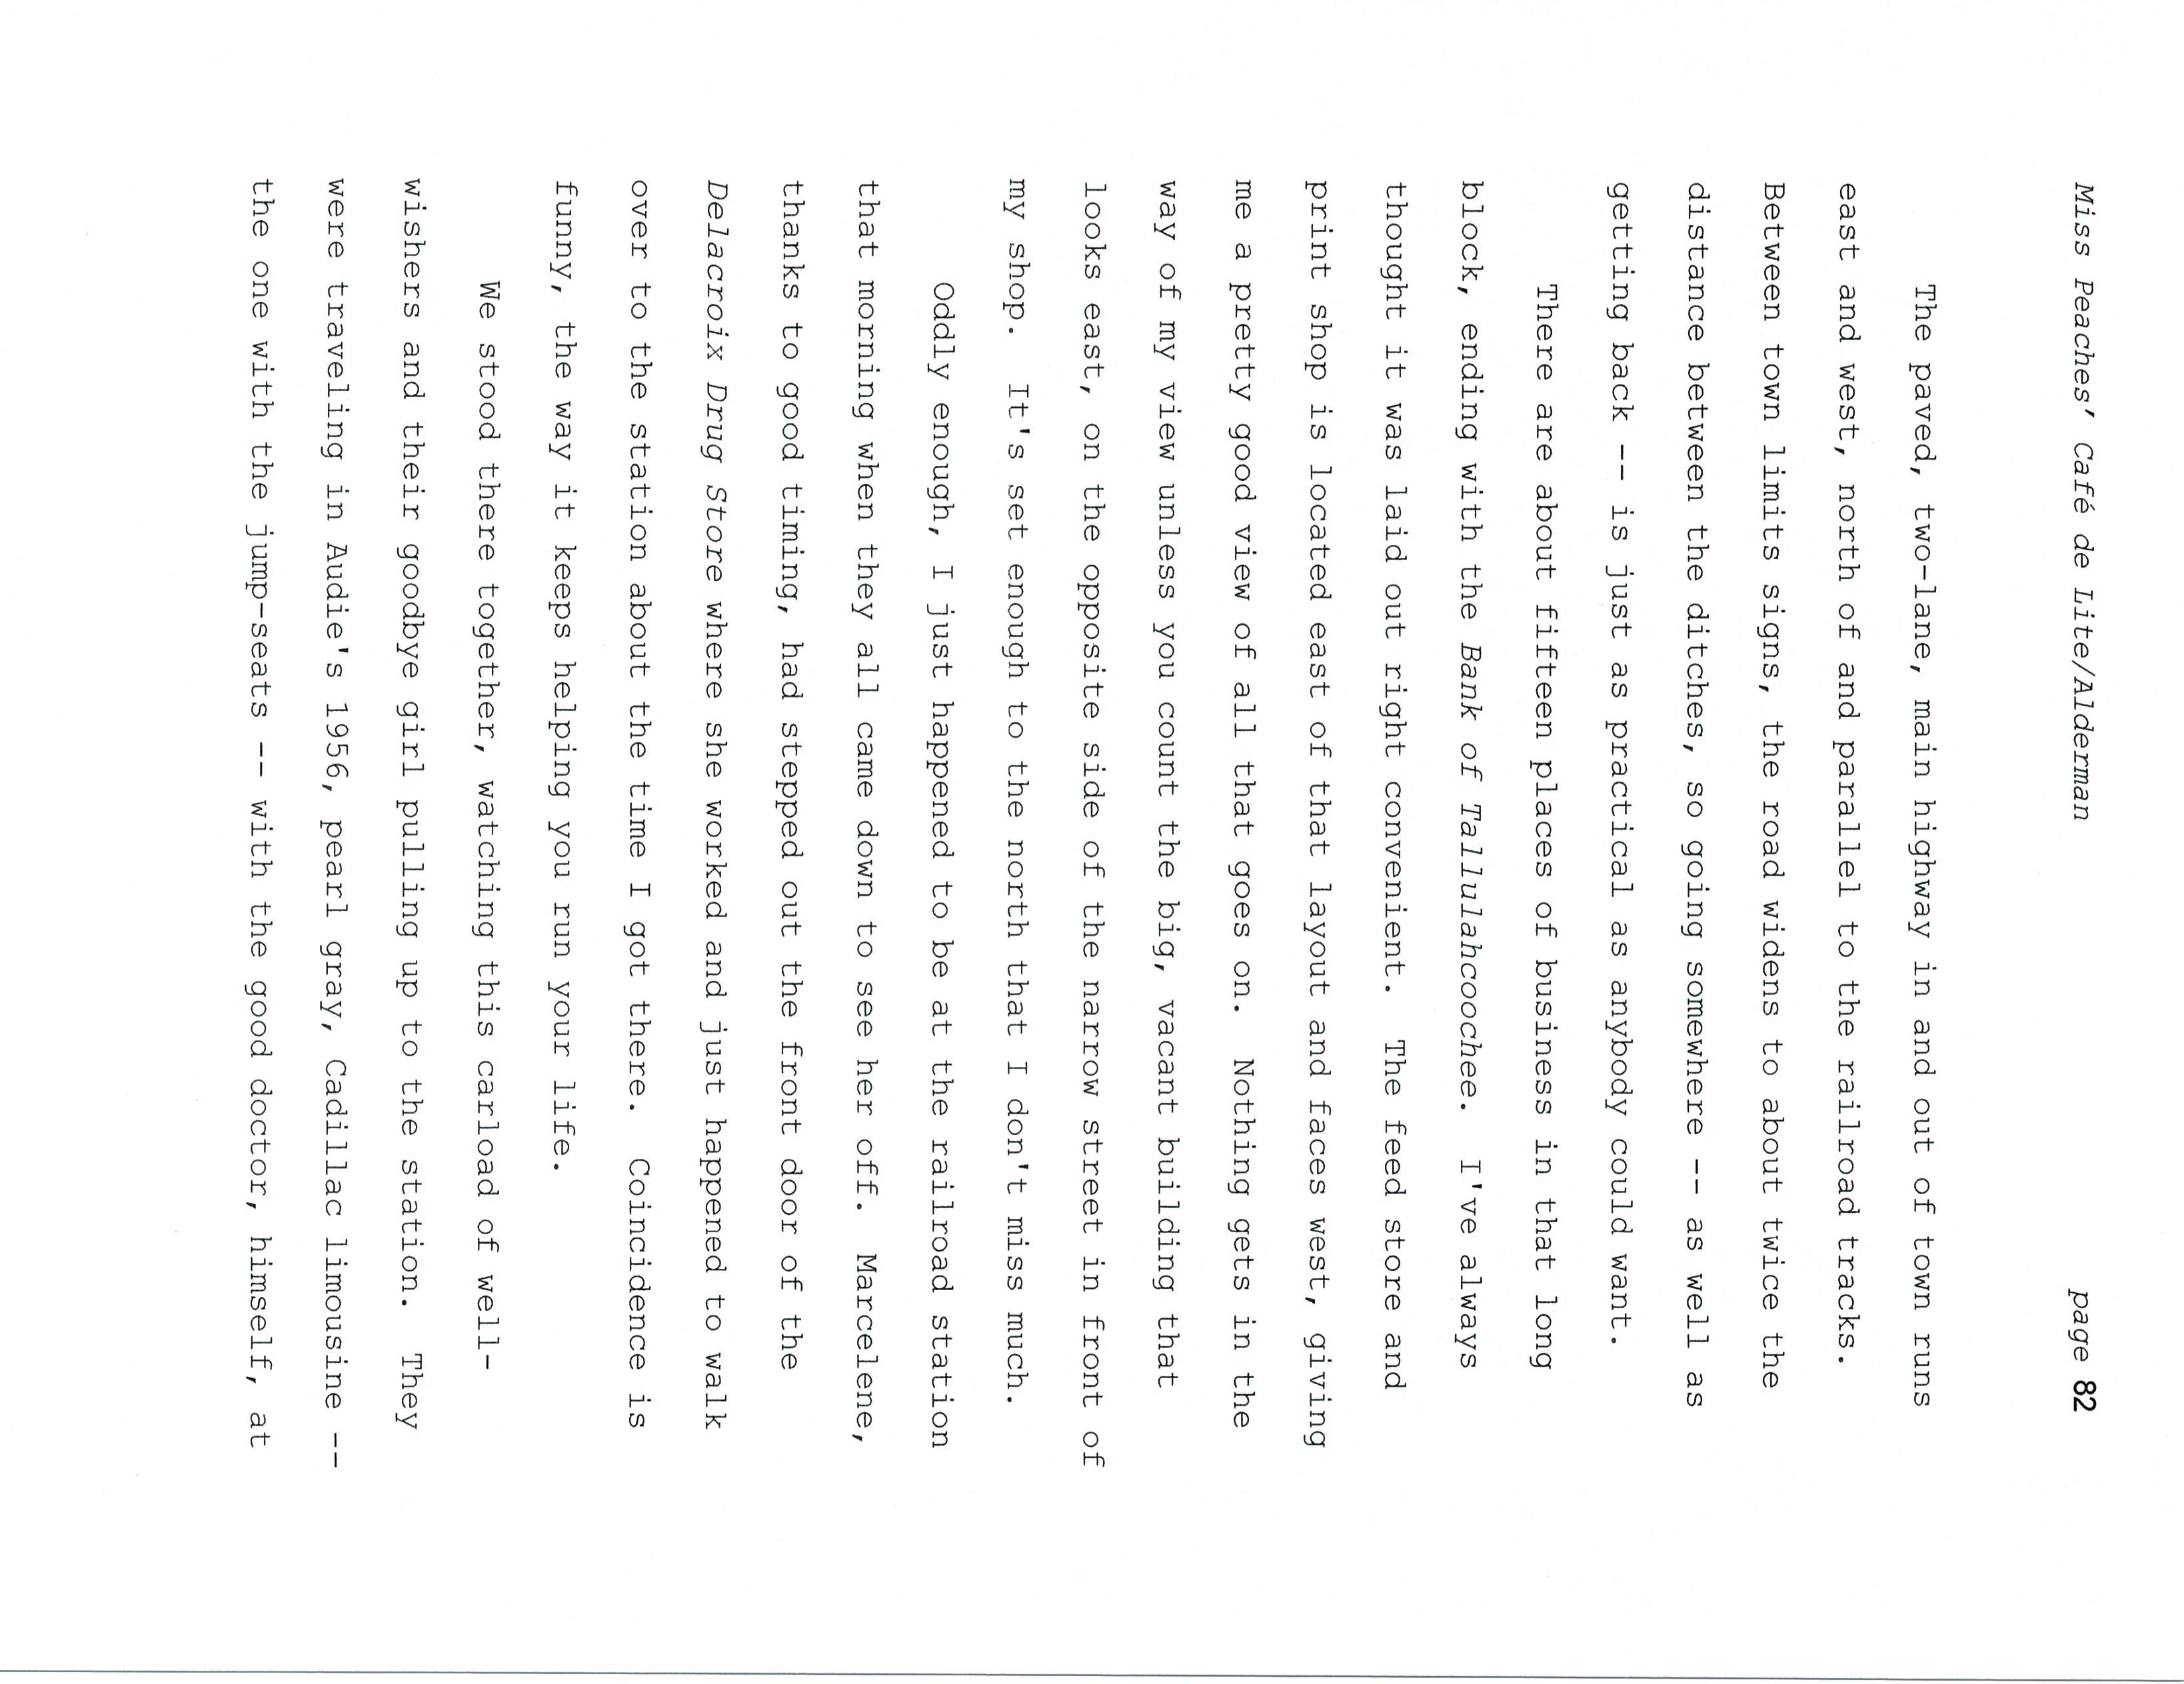 Miss Peaches’ Café de Lite/Alderman page 82
The paved, two-lane, main highway in and out of town runs
east and west, north of and parallel to the railroad tracks.
Between town limits signs, the road widens to about twice the
distance between the ditches, so going somewhere -- as well as
getting back -- is just as practical as anybody could want.
There are about fifteen places of business in that long
block, ending with the Bank of Tallulahcoochee.  I've always
thought it was laid out right convenient.  The feed store and
print shop is located east of that layout and faces west, giving
me a pretty good view of all that goes on.  Nothing gets in the
way of my view unless you count the big, vacant building that
looks east, on the opposite side of the narrow street in front of
my shop.  It's set enough to the north that I don't miss much.
Oddly enough, I just happened to be at the railroad station
that morning when they all came down to see her off.  Marcelene,
thanks to good timing, had stepped out the front door of the
Delacroix Drug Store where she worked and just happened to walk
over to the station about the time I got there.  Coincidence is
funny, the way it keeps helping you run your life.
We stood there together, watching this carload of well-
wishers and their goodbye girl pulling up to the station.  They
were traveling in Audie's 1956, pearl gray, Cadillac limousine --
the one with the jump-seats -- with the good doctor, himself, at